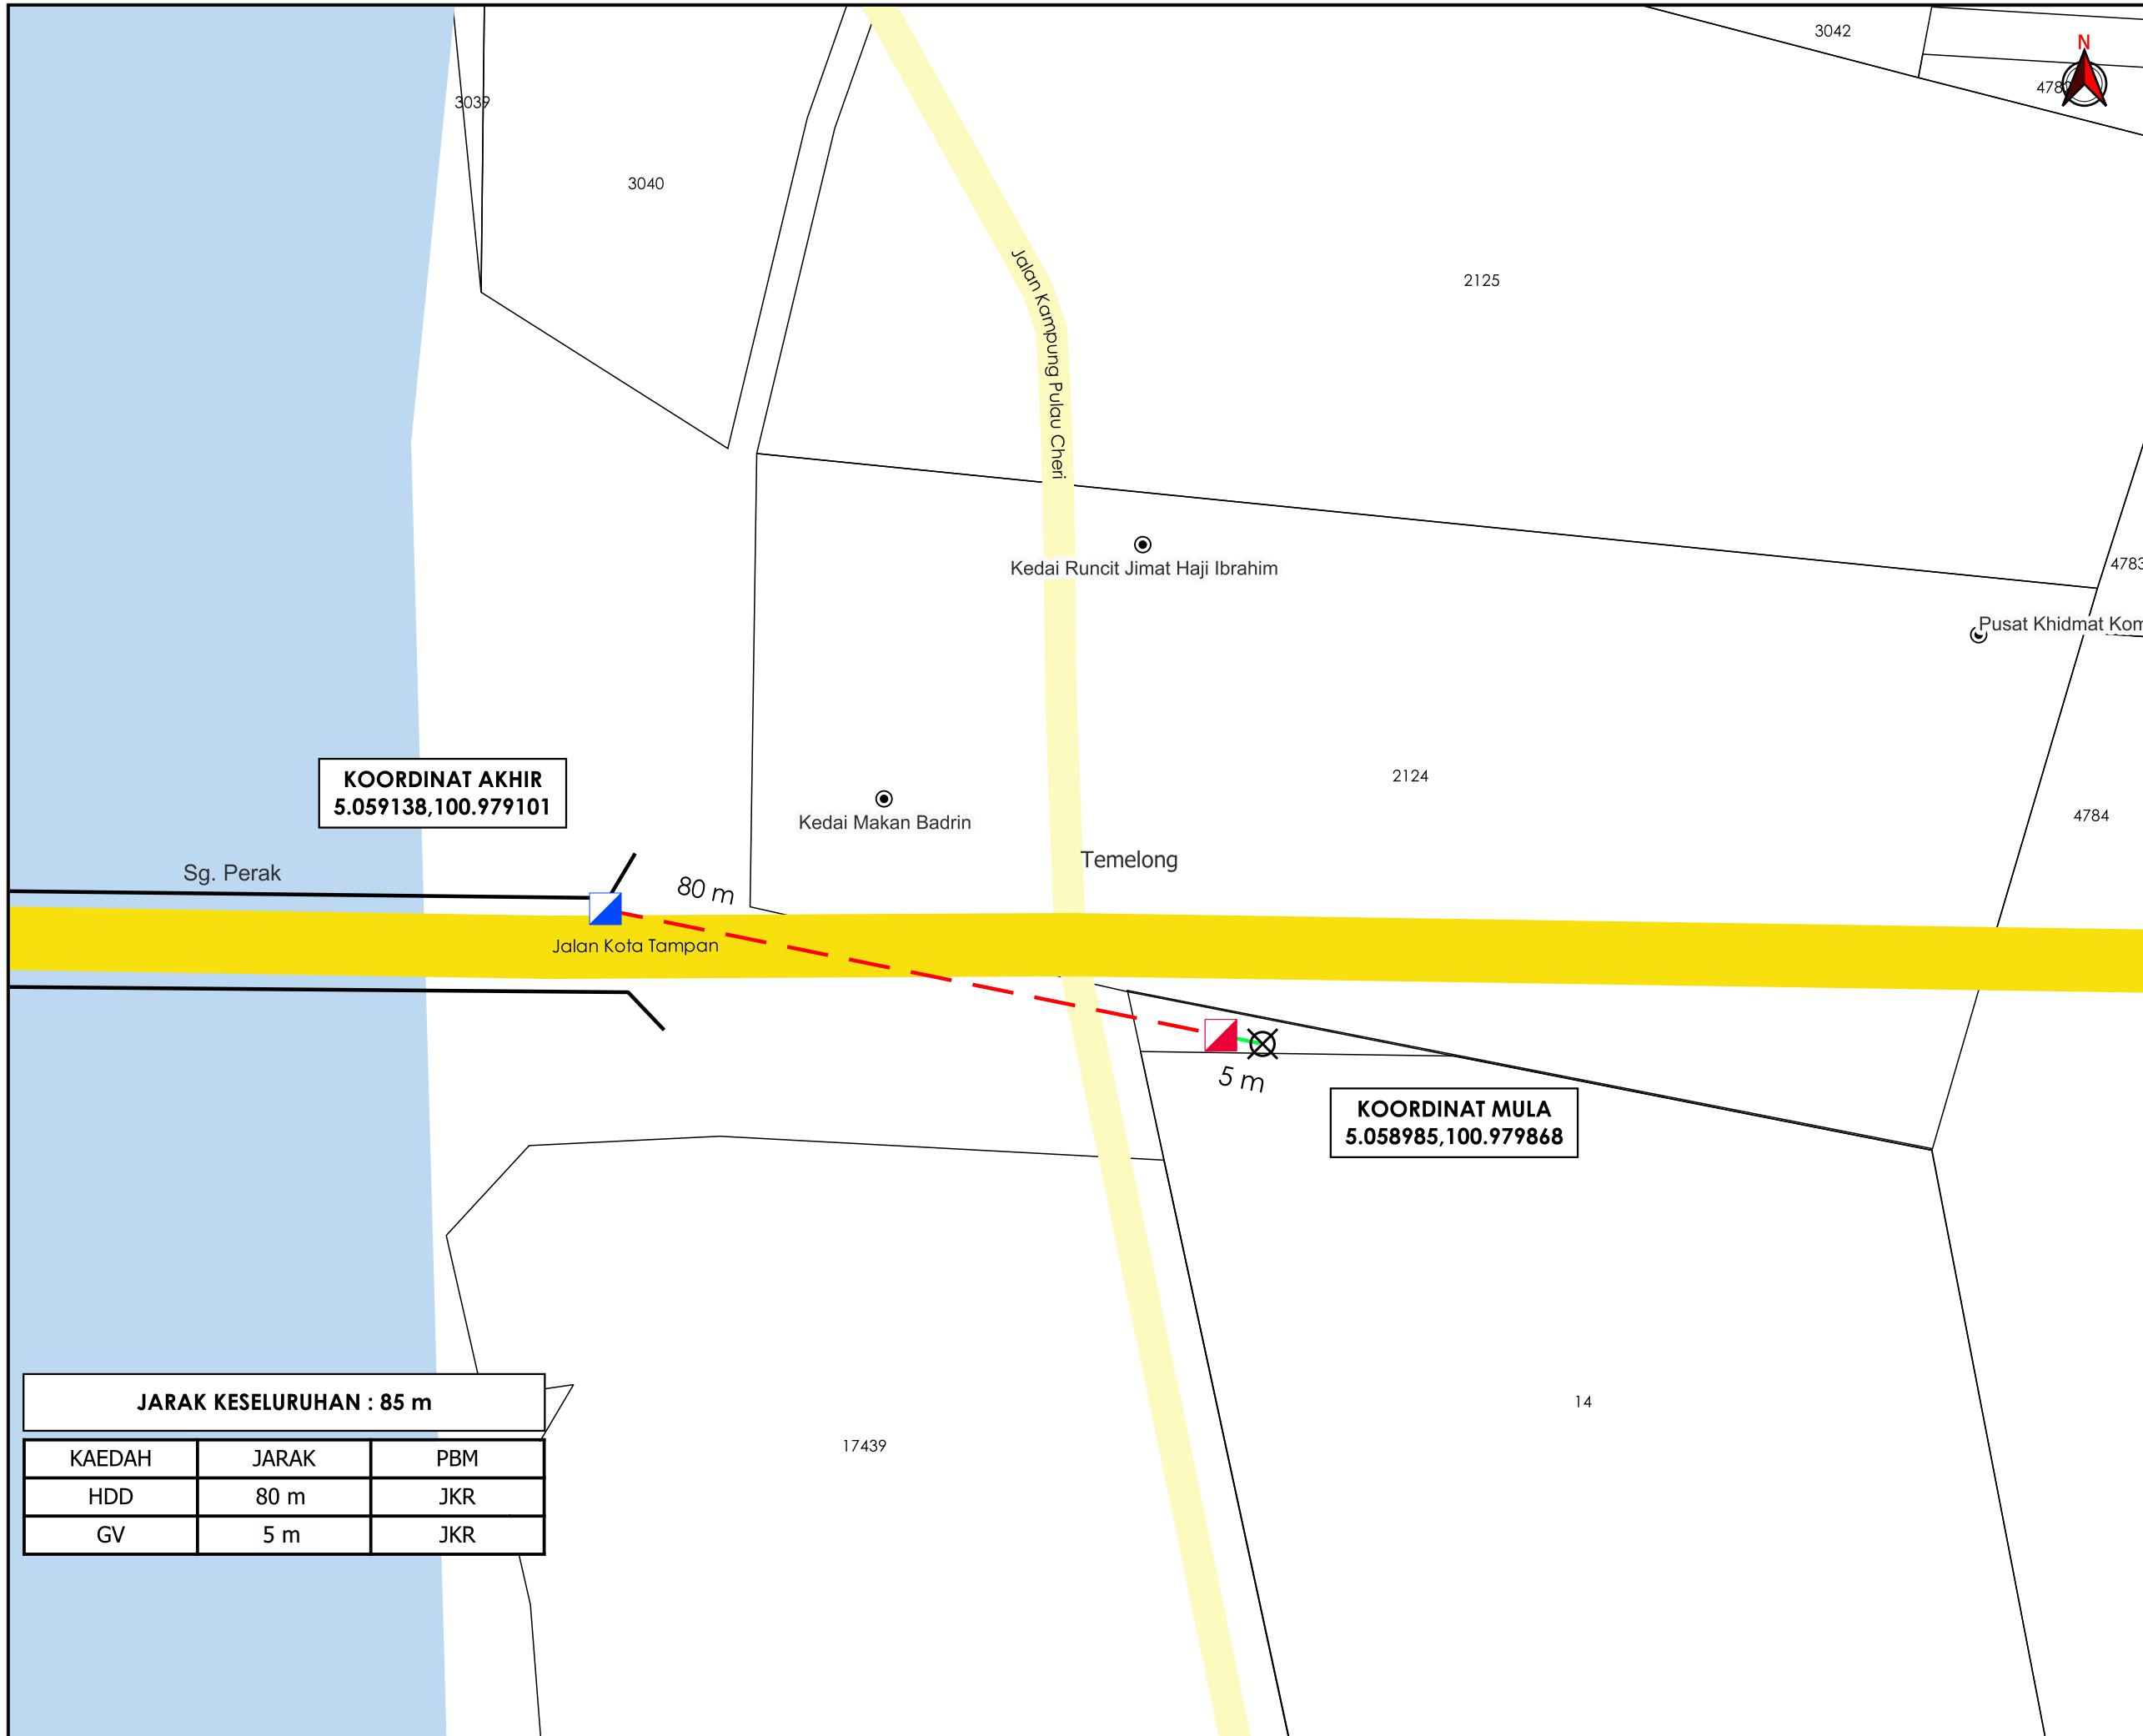 3042
N
3039
3040
2125
Jalan Kampung Pulau Cheri
Kedai Runcit Jimat Haji Ibrahim
4783
Pusat Khidmat
2124
KOORDINAT AKHIR
5.059138,100.979101
Kedai Makan Badrin
4784
Temelong
Sg. Perak
80 m
Jalan Kota Tampan
5 m
KOORDINAT MULA
5.058985,100.979868
JARAK KESELURUHAN : 85 m
14
17439
KAEDAH JARAK PBM
HDD 80 m JKR
GV 5 m JKR